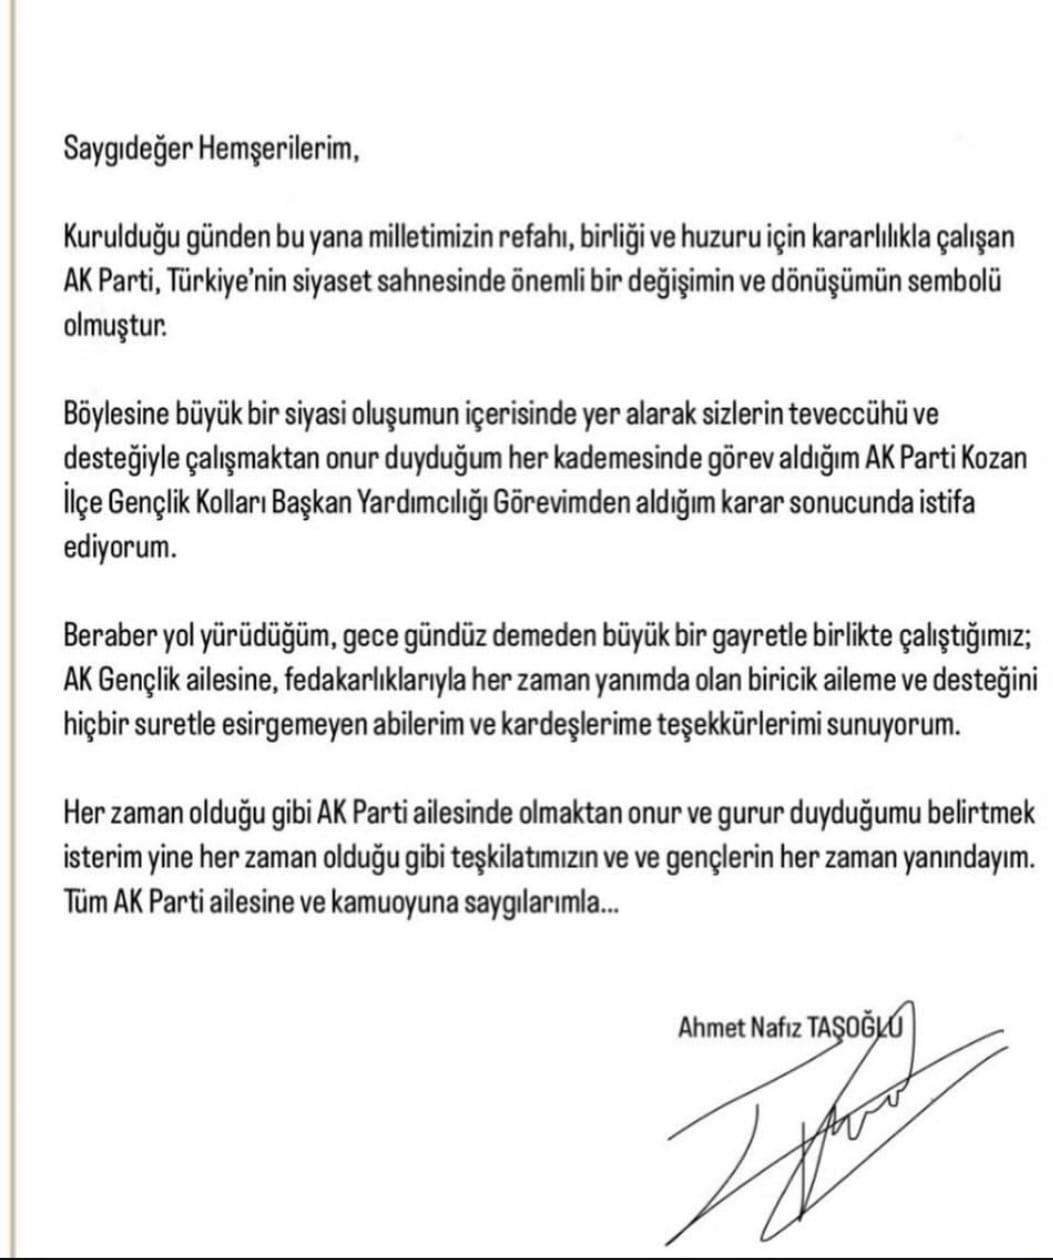 Saygıdeğer Hemşerilerim,
Kurulduğu günden bu yana milletimizin refahı, birliği ve huzuru için kararlılıkla çalışan
AK Parti, Türkiye'nin siyaset sahnesinde önemli bir değişimin ve dönüşümün sembolü
olmuştur.
Böylesine büyük bir siyasi oluşumun içerisinde yer alarak sizlerin teveccühü ve
desteğiyle çalışmaktan onur duyduğum her kademesinde görev aldığım AK Parti Kozan
İlçe Gençlik Kolları Başkan Yardımcılığı Görevimden aldığım karar sonucunda istifa
ediyorum.
Beraber yol yürüdüğüm, gece gündüz demeden büyük bir gayretle birlikte çalıştığımız;
AK Gençlik ailesine, fedakarlıklarıyla her zaman yanımda olan biricik aileme ve desteğini
hiçbir suretle esirgemeyen abilerim ve kardeşlerime teşekkürlerimi sunuyorum.
Her zaman olduğu gibi AK Parti ailesinde olmaktan onur ve gurur duyduğumu belirtmek
isterim yine her zaman olduğu gibi teşkilatımızın ve ve gençlerin her zaman yanındayım.
Tüm AK Parti ailesine ve kamuoyuna saygılarımla...
Ahmet Nafız TAŞOĞLU